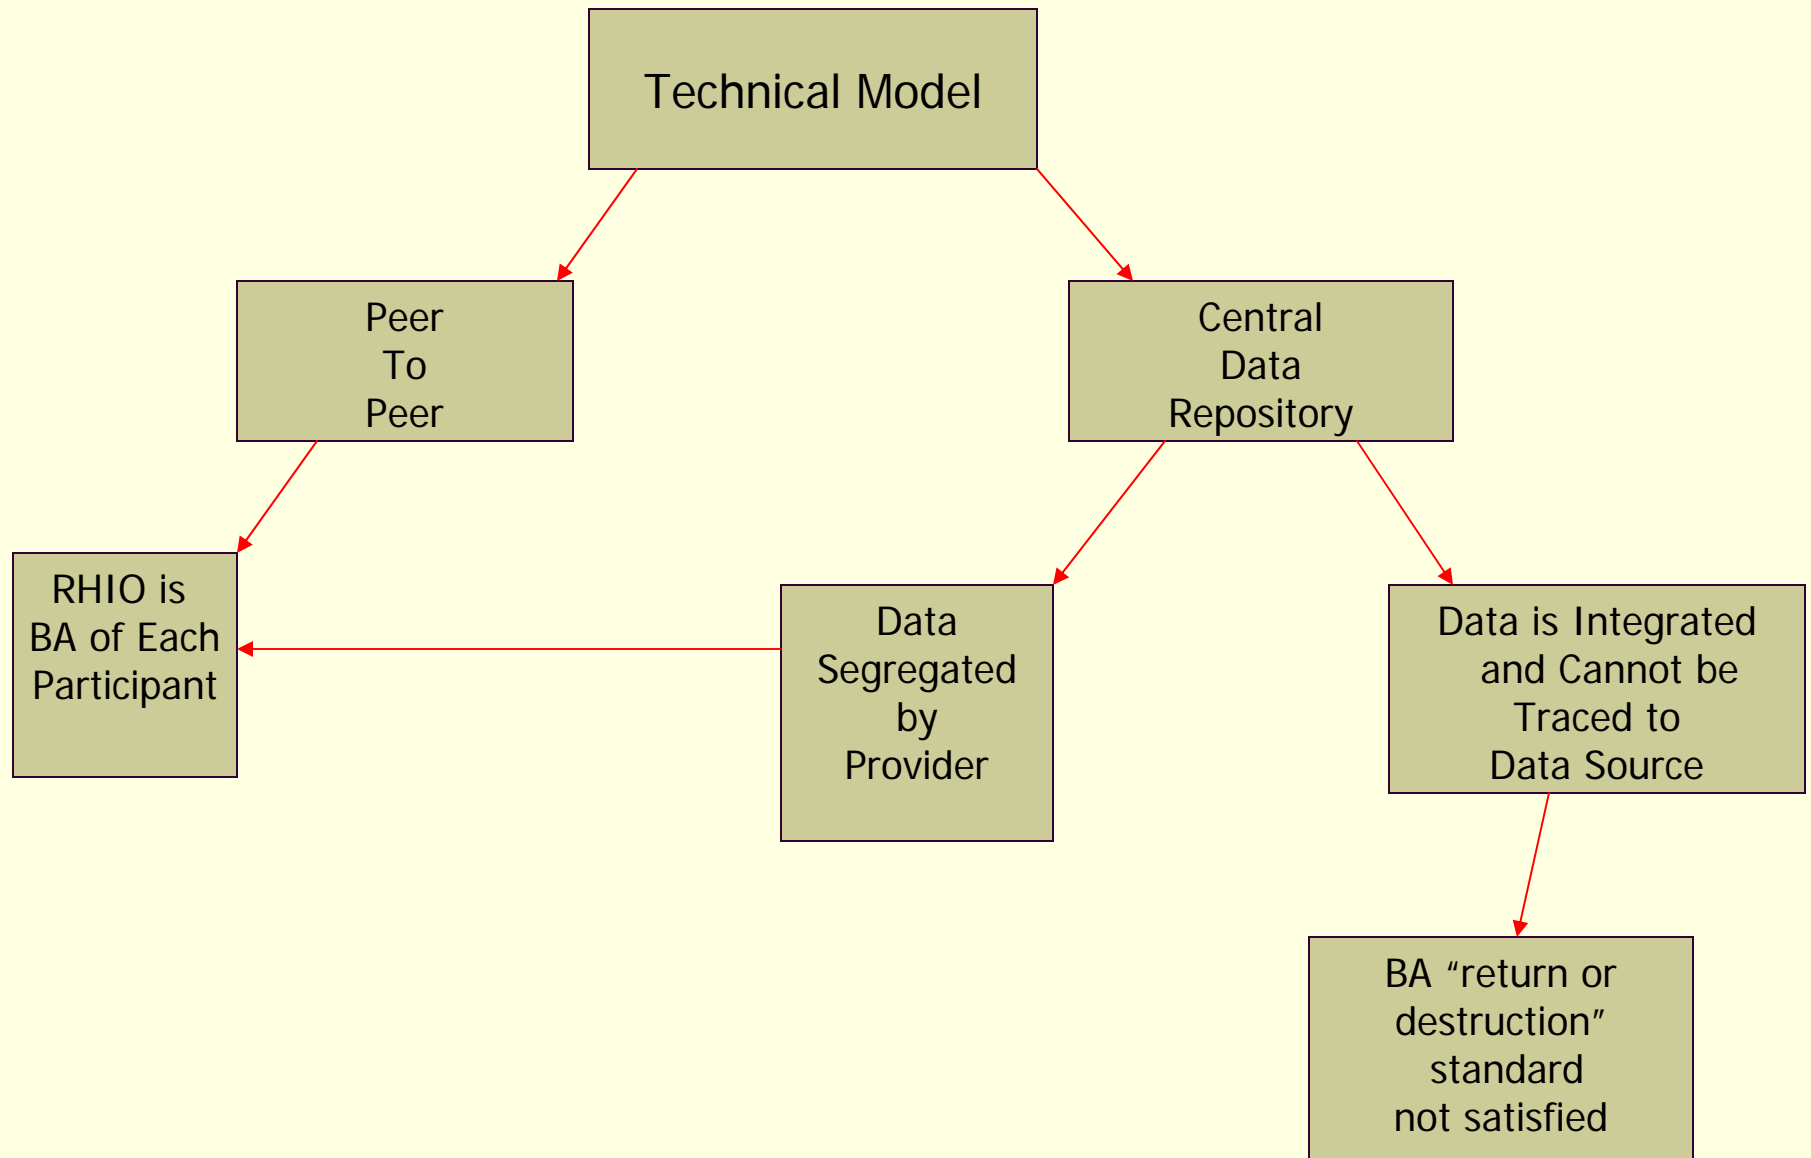 Technical Model
Peer
To
Peer
Central
Data
Repository
RHIO is
BA of Each
Participant
Data
Segregated
by
Provider
Data is Integrated
and Cannot be
Traced to
Data Source
BA “return or
destruction”
standard
not satisfied